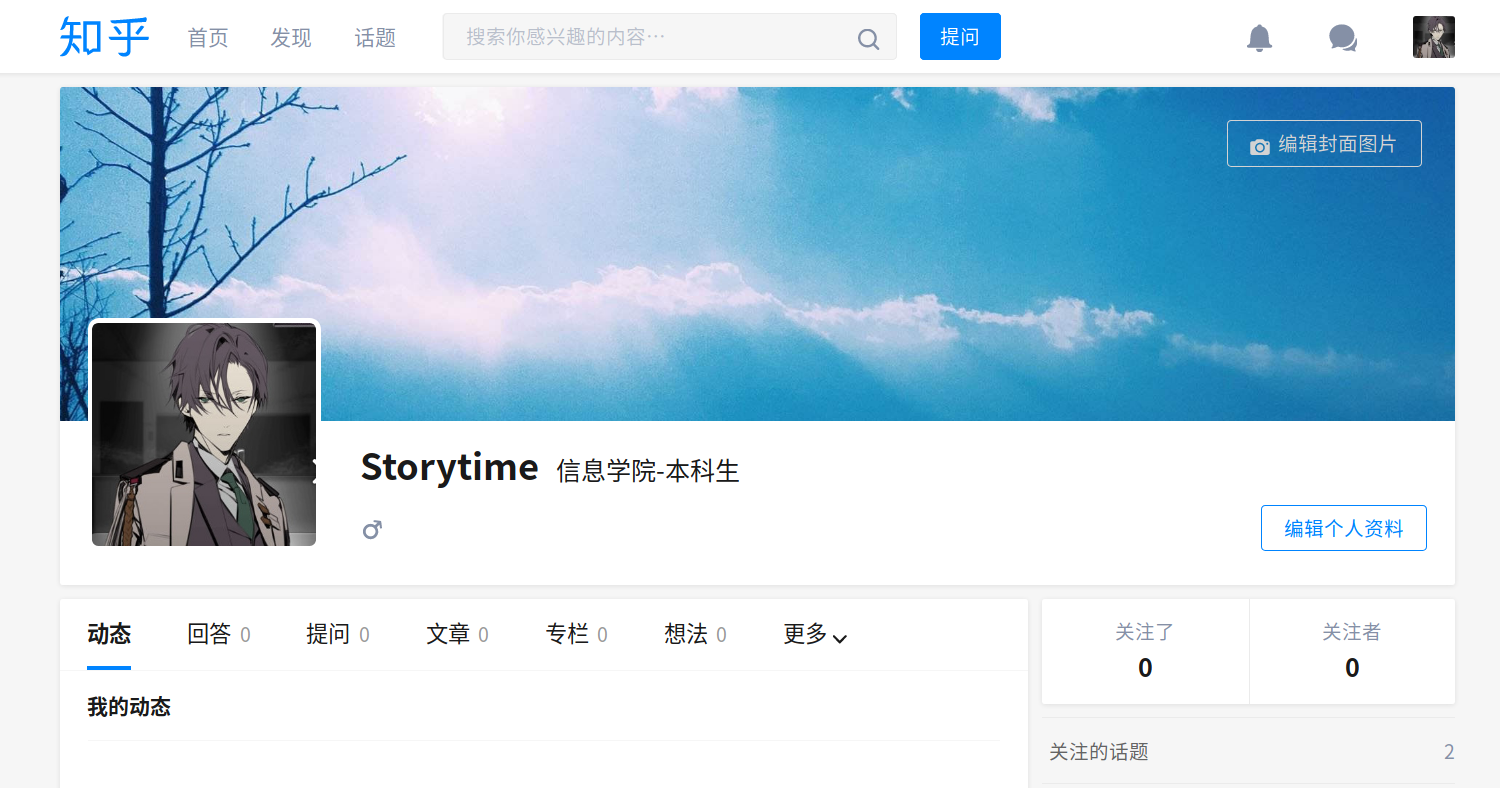 知乎 首页 发现 话题 搜索你感兴趣的内容… 提问
编辑封面图片
Storytime 信息学院-本科生
编辑个人资料
动态 回答 0 提问 0 文章 0 专栏 0 想法 0 更多
关注了 关注者
0 0
我的动态
关注的话题 2